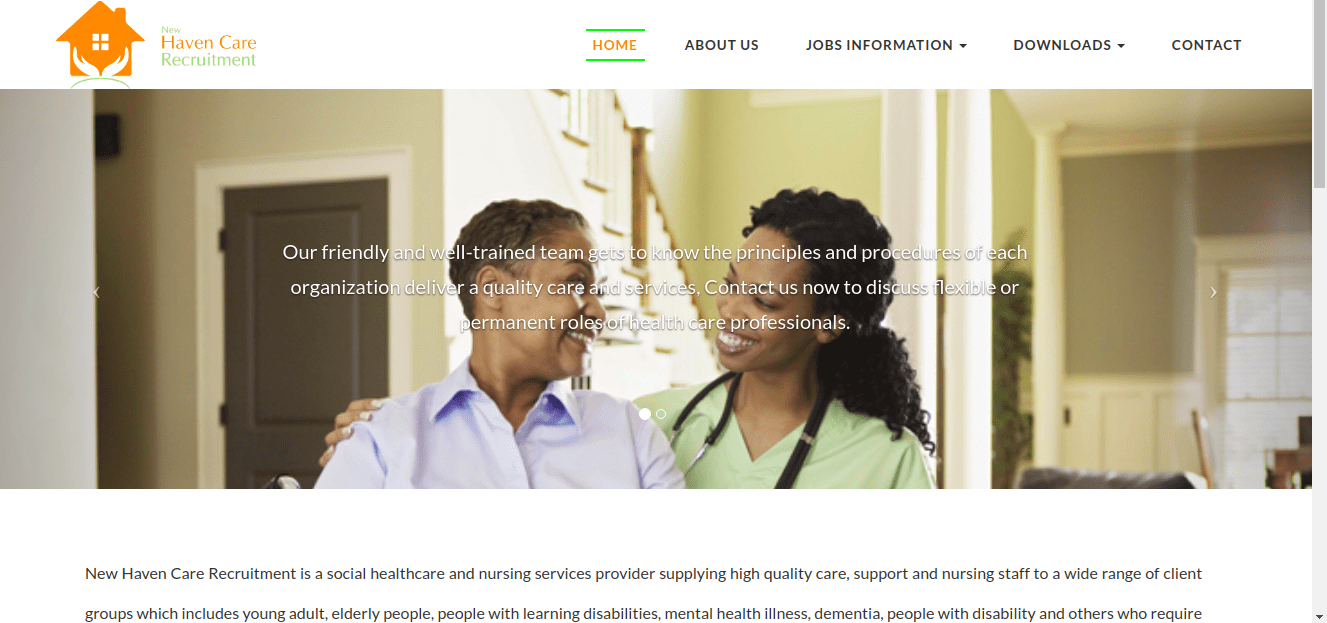 New
Haven Care
Recruitment
HOME
ABOUT US
JOBS INFORMATION
DOWNLOADS
CONTACT
Our friendly and well-trained team gets to know the principles and procedures of each
organization deliver a quality care and services, Contact us now to discuss flexible or
permanent roles of health care professionals.
New Haven Care Recruitment is a social healthcare and nursing services provider supplying high quality care, support and nursing staff to a wide range of client
groups which includes young adult, elderly people, people with learning disabilities, mental health illness, dementia, people with disability and others who require